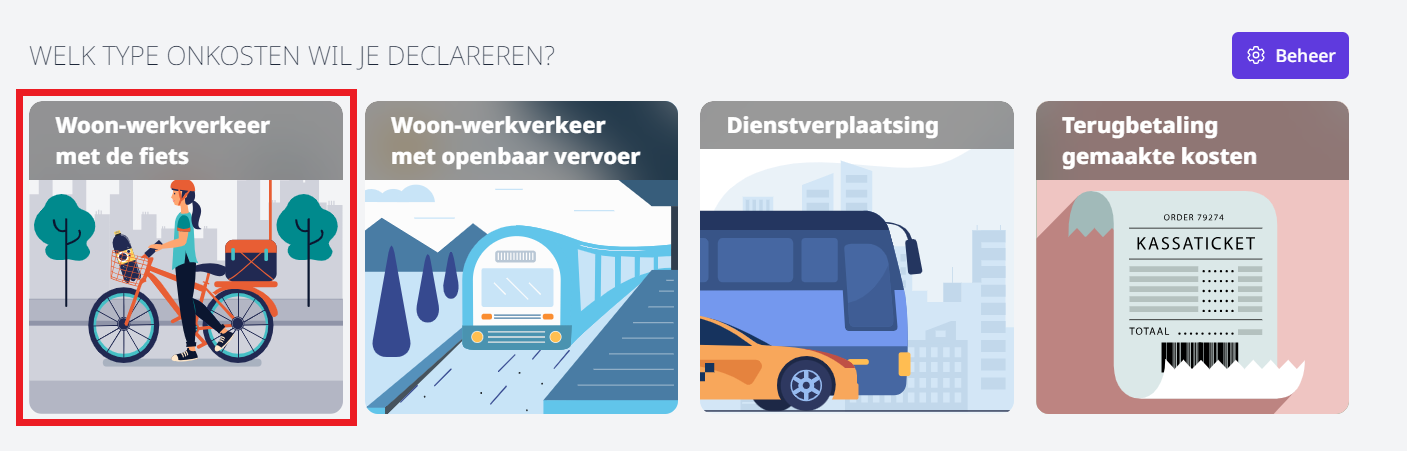 WELK TYPE ONKOSTEN WIL JE DECLAREREN?
Beheer
Woon-werkverkeer
met de fiets
Woon-werkverkeer
met openbaar vervoer
Dienstverplaatsing
Terugbetaling
gemaakte kosten
ORDER 79274
KASSATICKET
TOTAAL